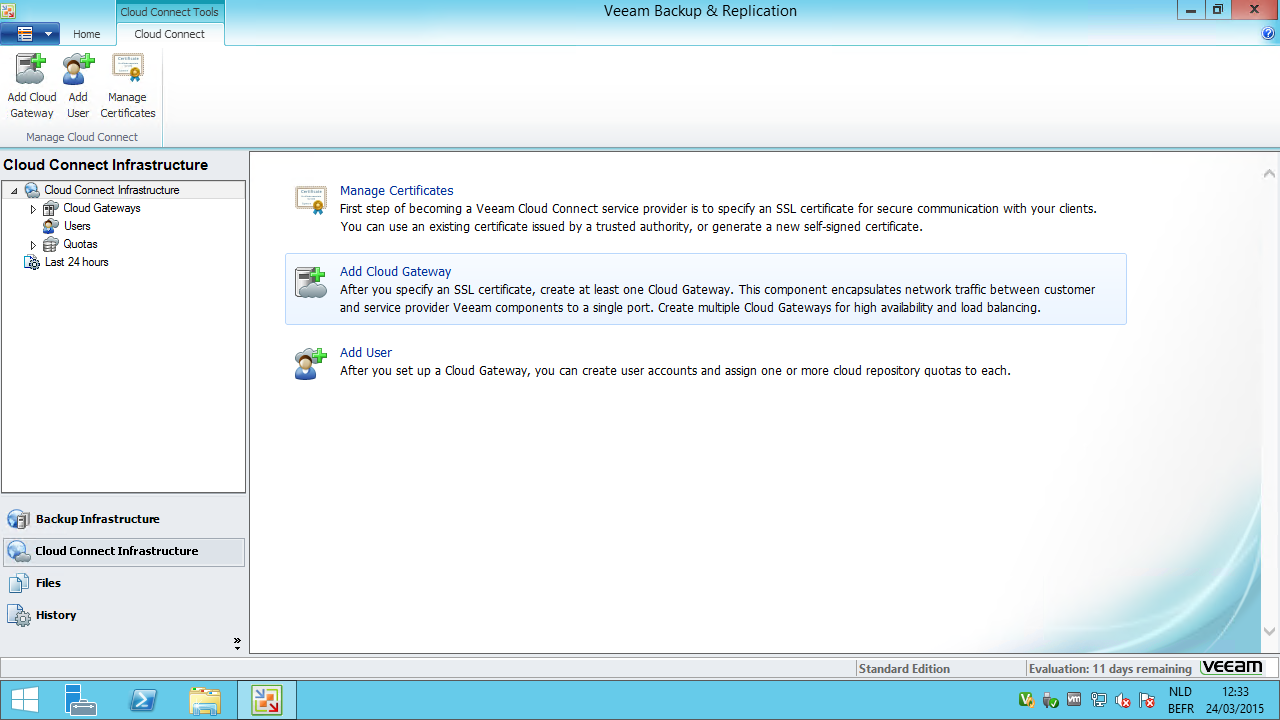 Cloud Connect Tools
Veeam Backup & Replication
Home
Cloud Connect
Add Cloud
Gateway
Add
User
Manage
Certificates
Manage Cloud Connect
Cloud Connect Infrastructure
Cloud Connect Infrastructure
Cloud Gateways
Users
Quotas
Last 24 hours
Backup Infrastructure
Cloud Connect Infrastructure
Files
History
Certificate
Manage Certificates
First step of becoming a Veeam Cloud Connect service provider is to specify an SSL certificate for secure communication with your clients.
You can use an existing certificate issued by a trusted authority, or generate a new self-signed certificate.
Add Cloud Gateway
After you specify an SSL certificate, create at least one Cloud Gateway. This component encapsulates network traffic between customer
and service provider Veeam components to a single port. Create multiple Cloud Gateways for high availability and load balancing.
Add User
After you set up a Cloud Gateway, you can create user accounts and assign one or more cloud repository quotas to each.
Standard Edition
Evaluation: 11 days remaining
veeam
NLD
BEFR
12:33
24/03/2015